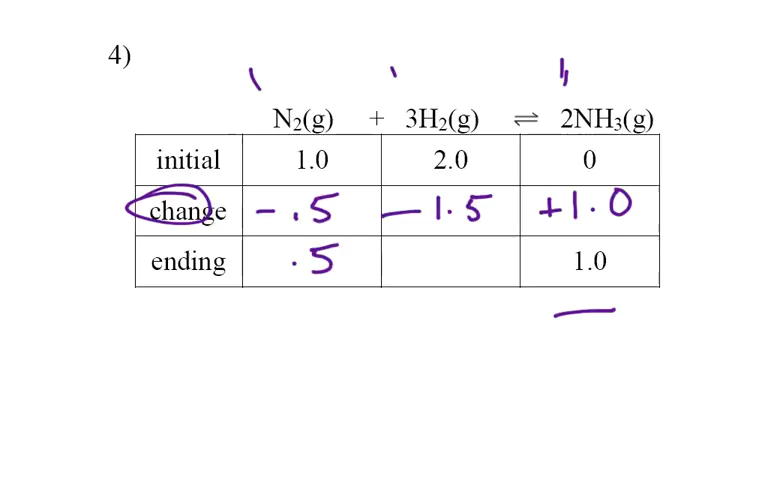 4)
N₂(g) + 3H₂(g) ⇌ 2NH₃(g)
initial 1.0 2.0 0
change -.5 -1.5 +1.0
ending .5 1.0